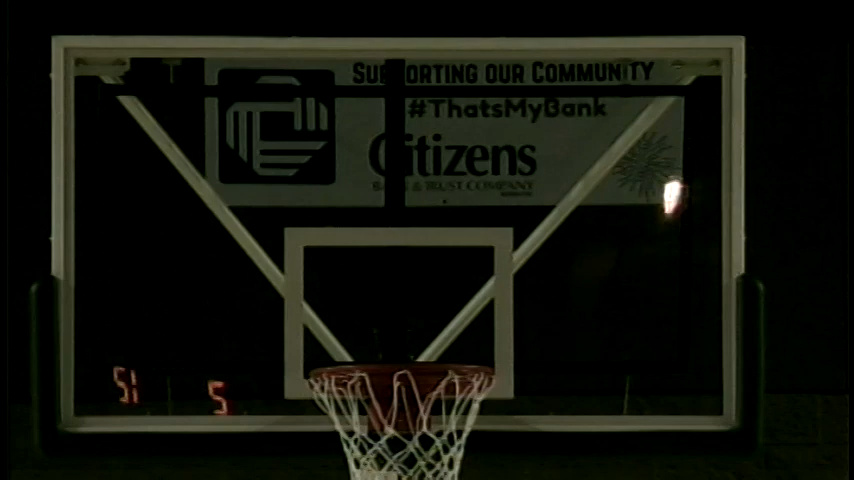 Supporting our Community
#ThatsMyBank
Citizens
Bank & Trust Company
51
5